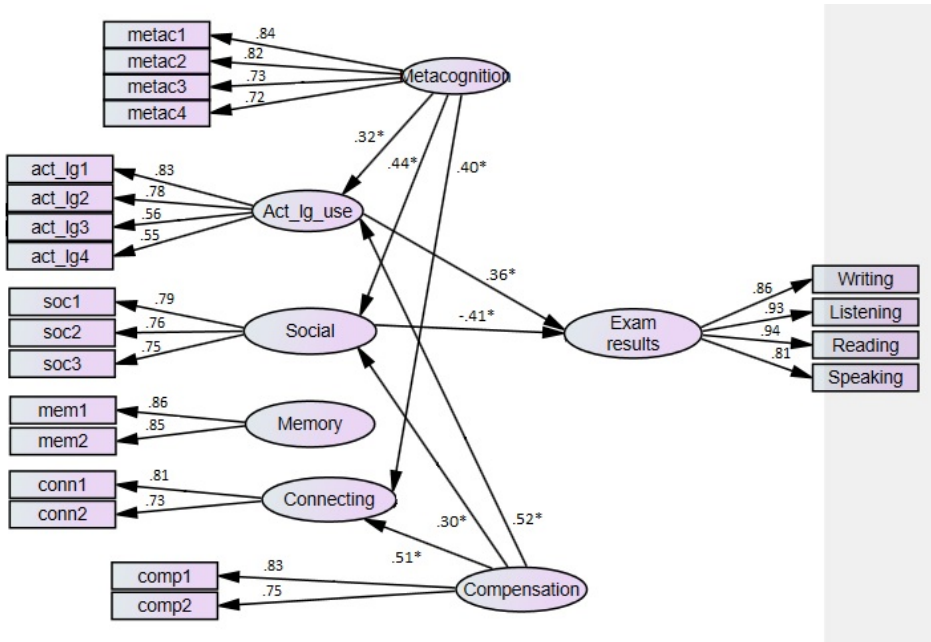 metac1
.84
metac2
.82
Metacognition
metac3
.73
metac4
.72
.32*
.44*
.40*
act_lg1
.83
act_lg2
.78
Act_lg_use
act_lg3
.56
act_lg4
.55
.36*
Writing
.86
soc1
.79
Listening
.93
soc2
.76
Social
-.41*
Exam
results
Reading
.94
soc3
.75
Speaking
.81
mem1
.86
Memory
mem2
.85
conn1
.81
Connecting
conn2
.73
.30*
.52*
.51*
comp1
.83
Compensation
comp2
.75